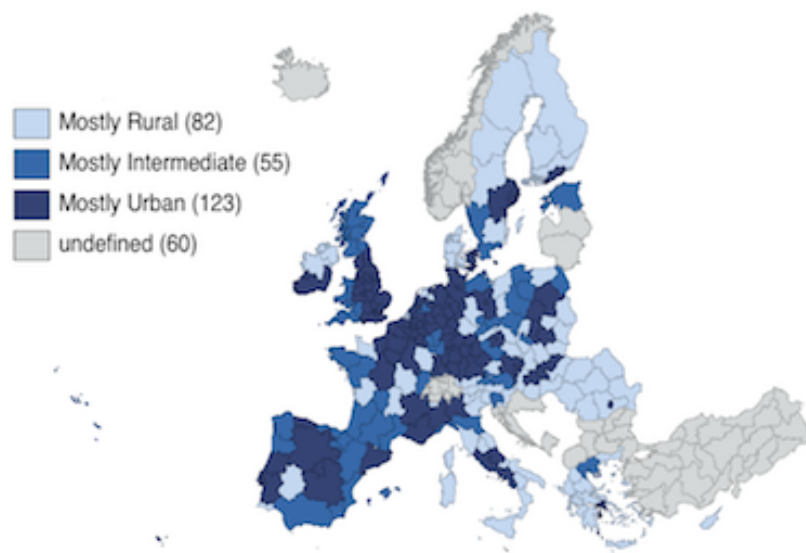 Mostly Rural (82)
Mostly Intermediate (55)
Mostly Urban (123)
undefined (60)